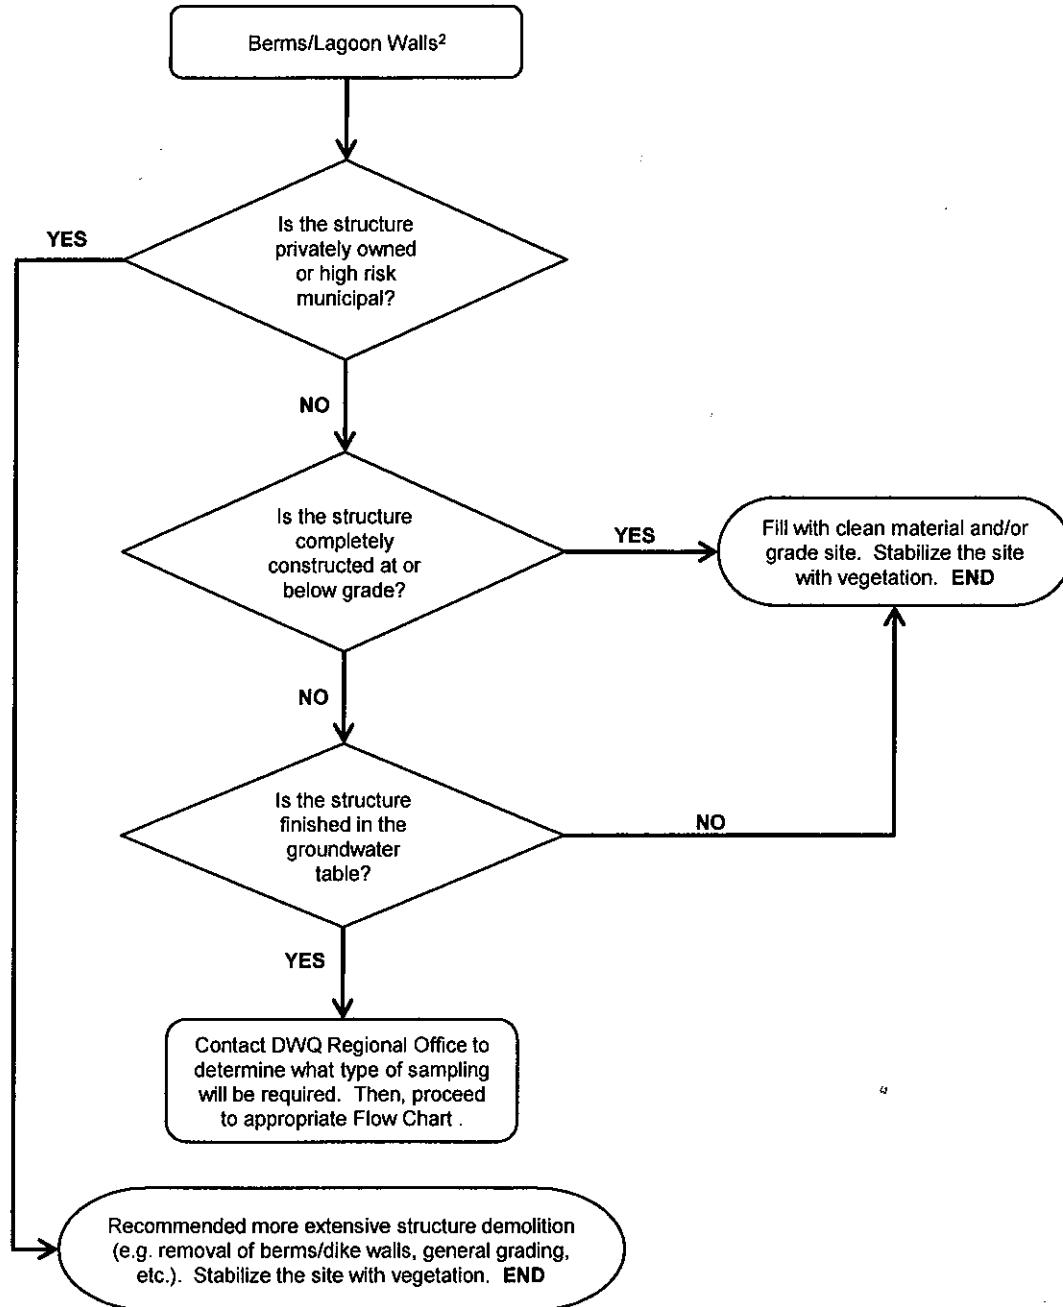 Berms/Lagoon Walls²
Is the structure
privately owned
or high risk
municipal?
YES
NO
Is the structure
completely
constructed at or
below grade?
YES
Fill with clean material and/or
grade site. Stabilize the site
with vegetation. END
NO
Is the structure
finished in the
groundwater
table?
NO
YES
Contact DWQ Regional Office to
determine what type of sampling
will be required. Then, proceed
to appropriate Flow Chart .
Recommended more extensive structure demolition
(e.g. removal of berms/dike walls, general grading,
etc.). Stabilize the site with vegetation. END